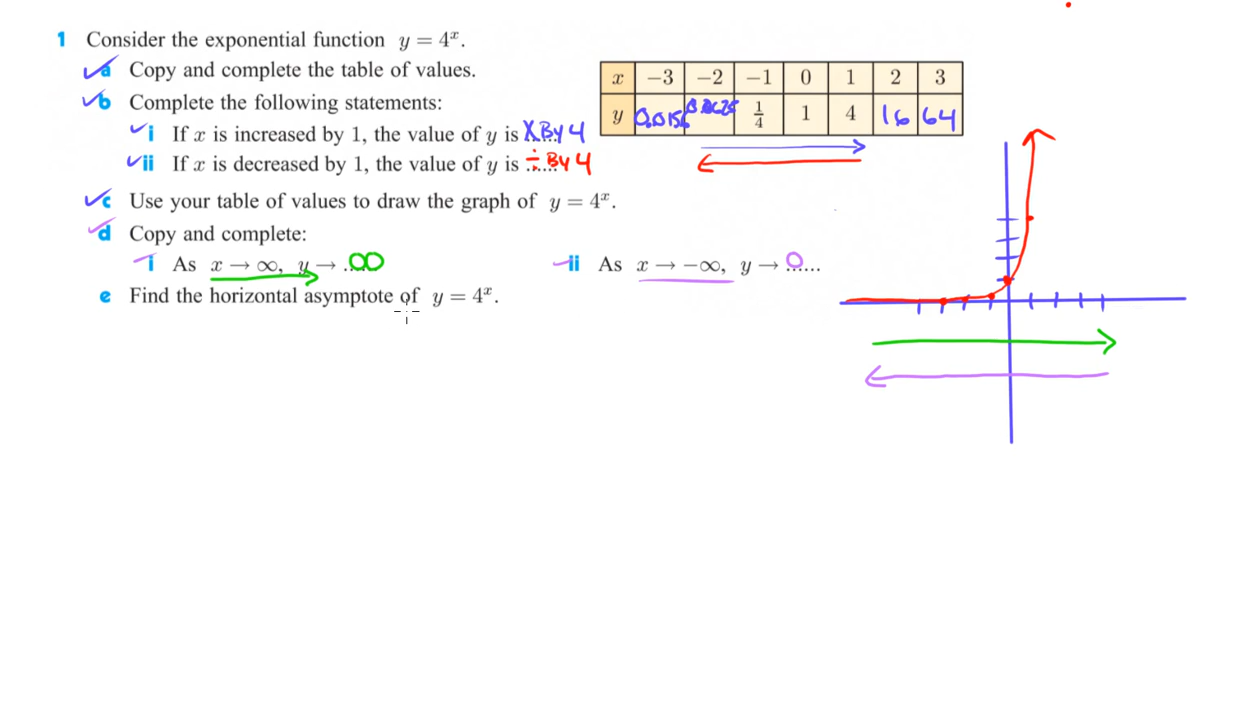 1 Consider the exponential function y = 4^x.
a Copy and complete the table of values.
x −3 −2 −1 0 1 2 3
y 0.0156 0.0625 1/4 1 4 16 64
b Complete the following statements:
i If x is increased by 1, the value of y is X By 4
ii If x is decreased by 1, the value of y is ...... ÷ By 4
c Use your table of values to draw the graph of y = 4^x.
d Copy and complete:
i As x → ∞, y → ...... ∞
ii As x → −∞, y → ...... 0
e Find the horizontal asymptote of y = 4^x.